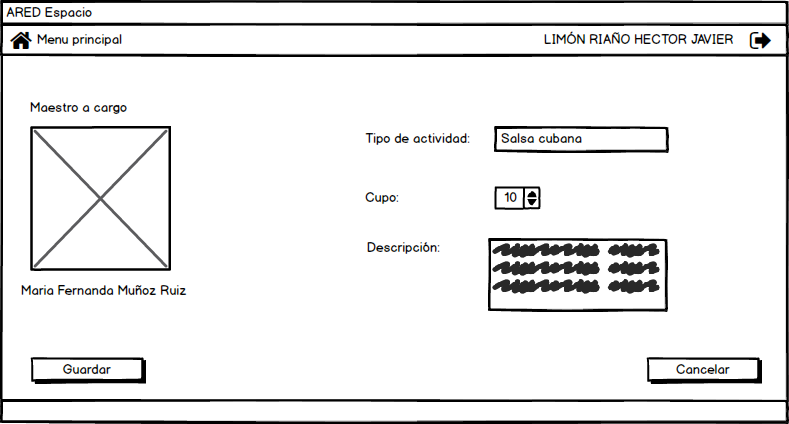 ARED Espacio
Menu principal
LIMÓN RIAÑO HECTOR JAVIER
Maestro a cargo
Maria Fernanda Muñoz Ruiz
Tipo de actividad:
Salsa cubana
Cupo:
10
Descripción:
Guardar
Cancelar